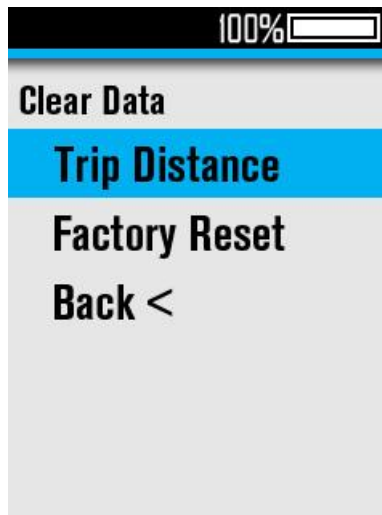 100%
Clear Data
Trip Distance
Factory Reset
Back <